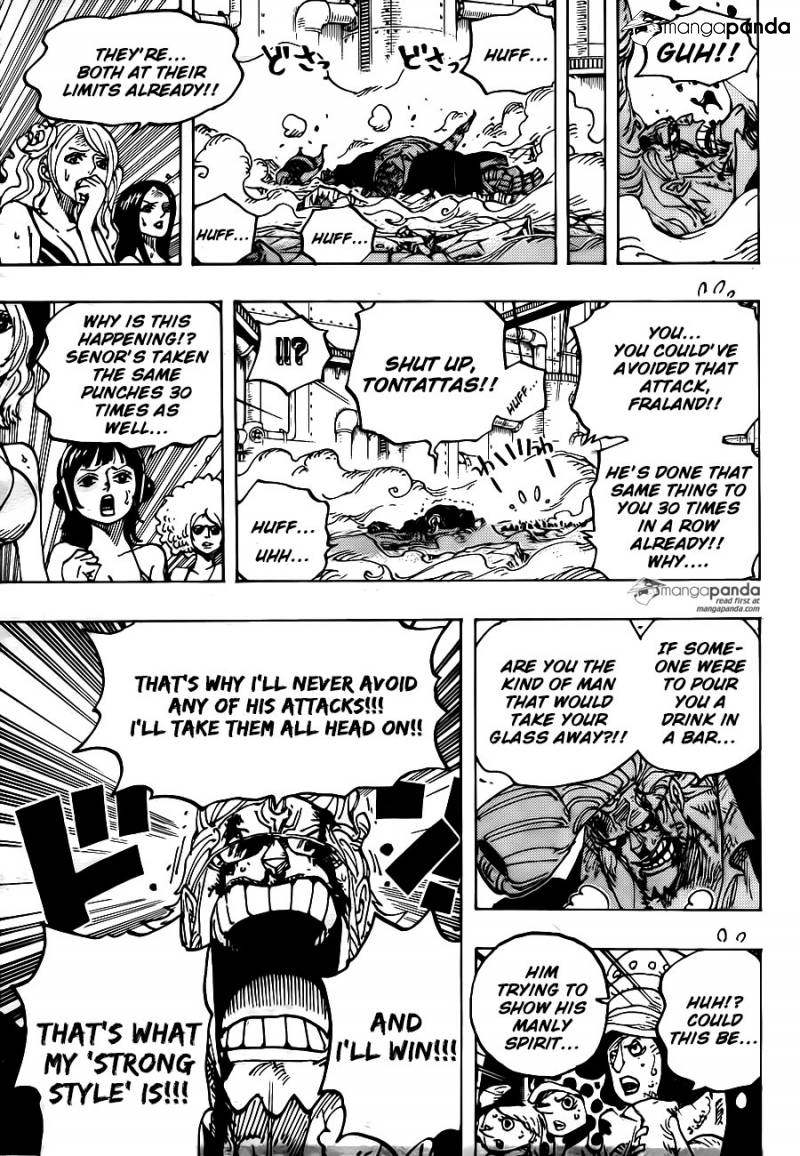 mangapanda
GUH!!
HUFF...
どさっ
どさっ
HUFF...
HUFF...
THEY'RE...
BOTH AT THEIR
LIMITS ALREADY!!
YOU...
YOU COULD'VE
AVOIDED THAT
ATTACK,
FRALAND!!
HE'S DONE THAT
SAME THING TO
YOU 30 TIMES
IN A ROW
ALREADY!!
WHY....
HUFF...
SHUT UP,
TONTATTAS!!
!!?
HUFF...
UHH...
WHY IS THIS
HAPPENING!?
SENOR'S TAKEN
THE SAME
PUNCHES 30
TIMES AS
WELL...
mangapanda
read first at
mangapanda.com
IF SOME-
ONE WERE
TO POUR
YOU A
DRINK IN
A BAR...
ARE YOU THE
KIND OF MAN
THAT WOULD
TAKE YOUR
GLASS AWAY?!!
HUH!?
COULD
THIS BE...
HIM
TRYING TO
SHOW HIS
MANLY
SPIRIT...
THAT'S WHY I'LL NEVER AVOID
ANY OF HIS ATTACKS!!!
I'LL TAKE THEM ALL HEAD ON!!
ドン
AND
I'LL WIN!!!
THAT'S WHAT
MY 'STRONG
STYLE' IS!!!